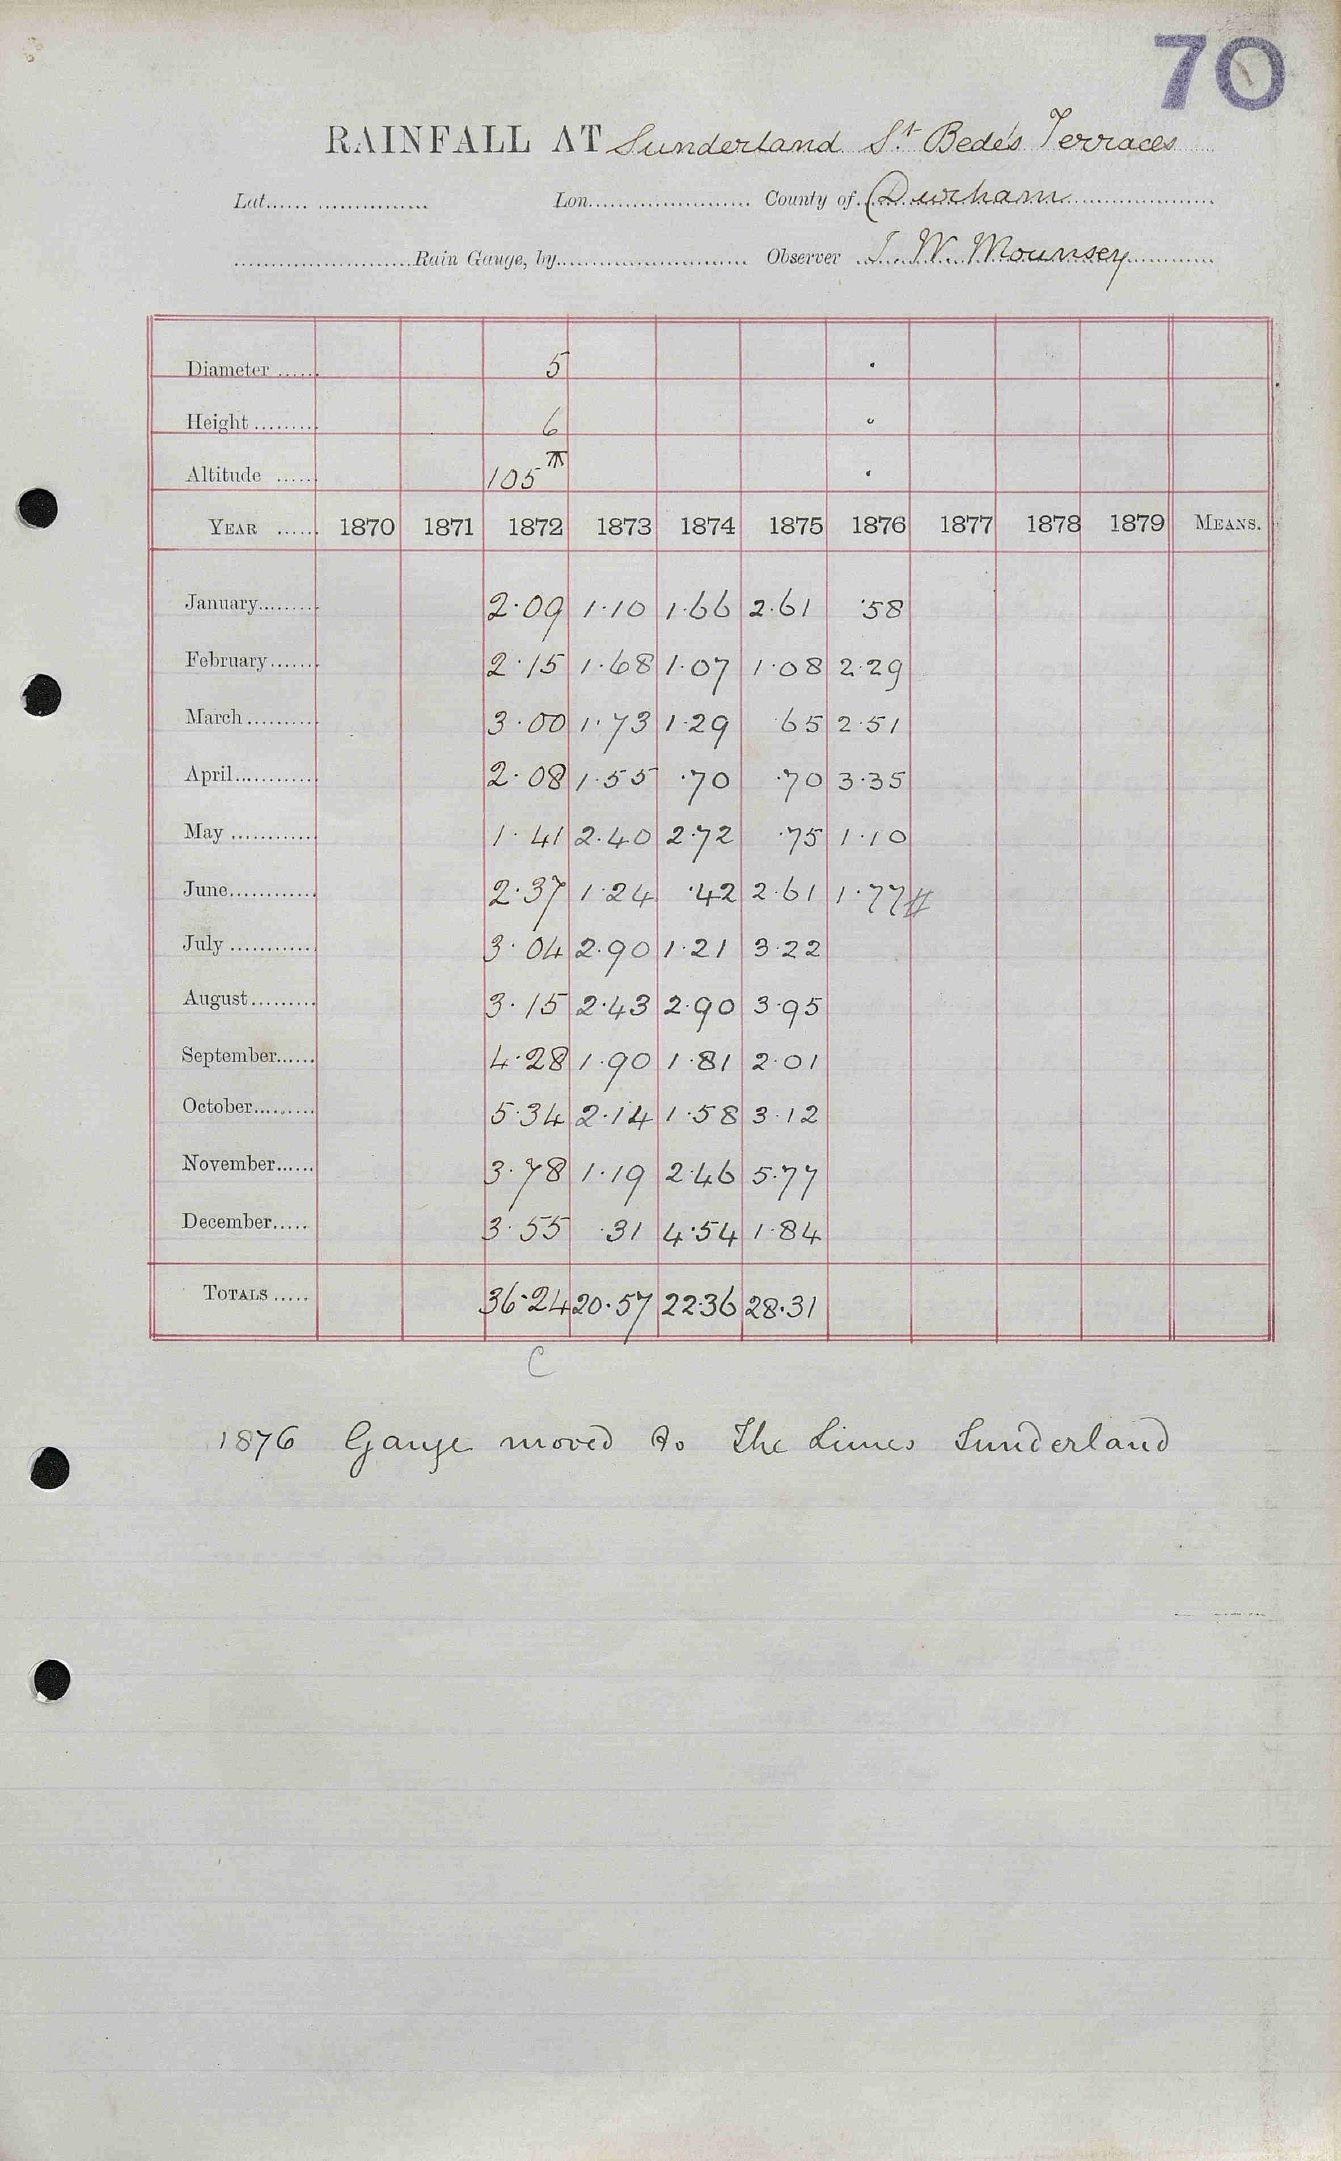 70
RAINFALL AT Sunderland St Bede's Terraces
Lat...... ............... Lon....................... County of Durham
.........................Rain Gauge, by.......................... Observer J. W. Mounsey
Diameter ...... 5
Height ......... 6
Altitude ...... 105
YEAR ...... 1870 1871 1872 1873 1874 1875 1876 1877 1878 1879 MEANS.
January......... 2.09 1.10 1.66 2.61 .58
February....... 2.15 1.68 1.07 1.08 2.29
March .......... 3.00 1.73 1.29 .65 2.51
April............ 2.08 1.55 .70 .70 3.35
May ............ 1.41 2.40 2.72 .75 1.10
June............ 2.37 1.24 .42 2.61 1.77 #
July ............ 3.04 2.90 1.21 3.22
August......... 3.15 2.43 2.90 3.95
September...... 4.28 1.90 1.81 2.01
October......... 5.34 2.14 1.58 3.12
November...... 3.78 1.19 2.46 5.77
December..... 3.55 .31 4.54 1.84
TOTALS ..... 36.24 20.57 22.36 28.31
C
1876 Gauge moved to The Limes Sunderland